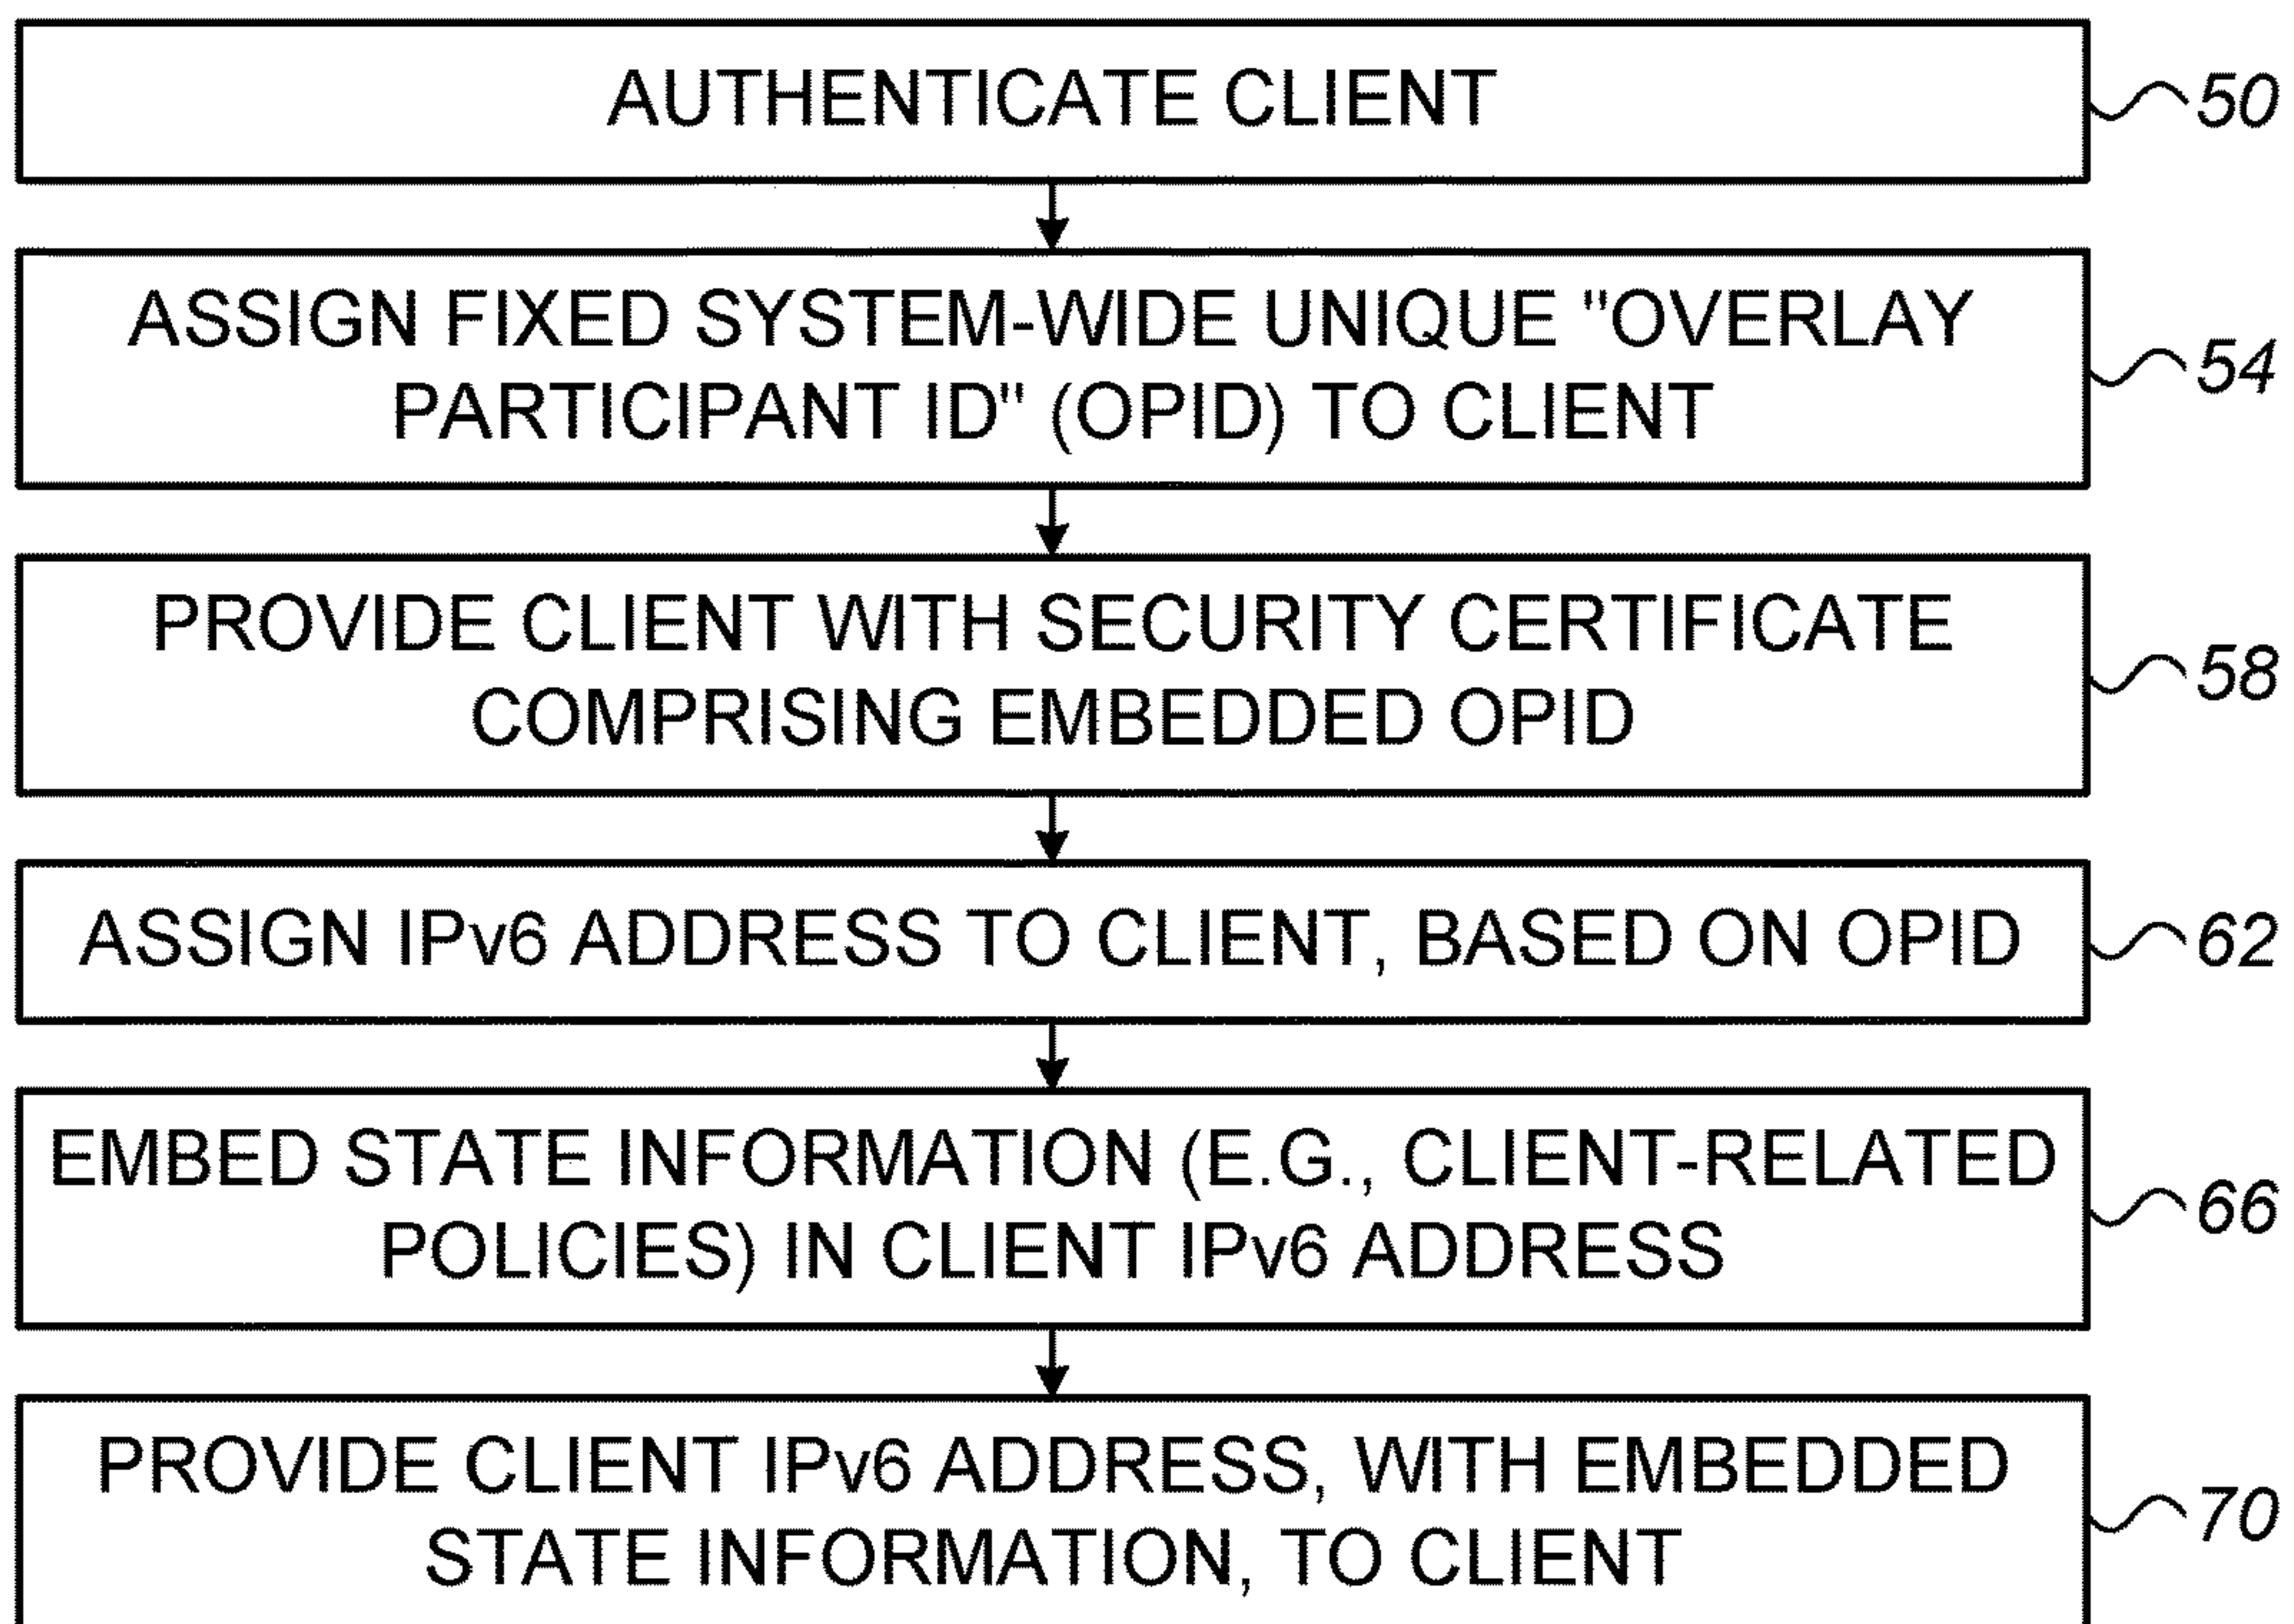 AUTHENTICATE CLIENT
50
ASSIGN FIXED SYSTEM-WIDE UNIQUE "OVERLAY
PARTICIPANT ID" (OPID) TO CLIENT
54
PROVIDE CLIENT WITH SECURITY CERTIFICATE
COMPRISING EMBEDDED OPID
58
ASSIGN IPv6 ADDRESS TO CLIENT, BASED ON OPID
62
EMBED STATE INFORMATION (E.G., CLIENT-RELATED
POLICIES) IN CLIENT IPv6 ADDRESS
66
PROVIDE CLIENT IPv6 ADDRESS, WITH EMBEDDED
STATE INFORMATION, TO CLIENT
70